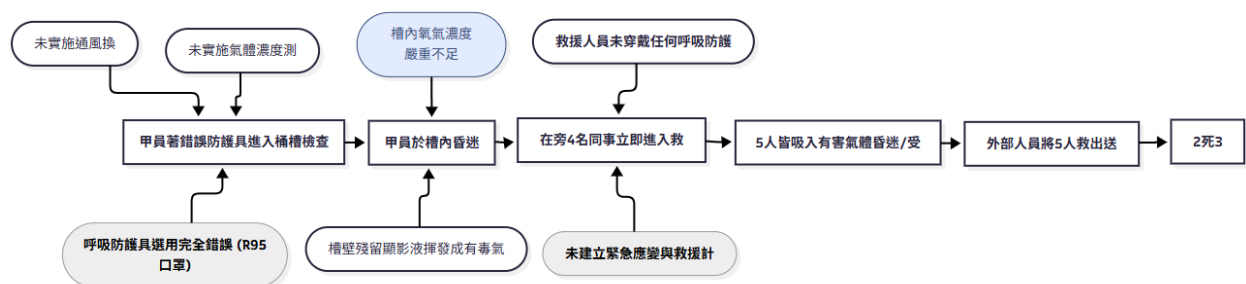 未實施通風換
未實施氣體濃度測
槽內氧氣濃度
嚴重不足
救援人員未穿戴任何呼吸防護
甲員著錯誤防護具進入桶槽檢查
甲員於槽內昏迷
在旁4名同事立即進入救
5人皆吸入有害氣體昏迷/受
外部人員將5人救出送
2死3
呼吸防護具選用完全錯誤 (R95
口罩)
槽壁殘留顯影液揮發成有毒氣
未建立緊急應變與救援計